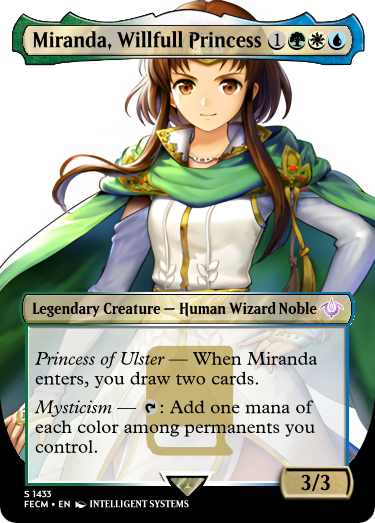 Miranda, Willfull Princess 1
Legendary Creature — Human Wizard Noble
Princess of Ulster — When Miranda
enters, you draw two cards.
Mysticism — : Add one mana of
each color among permanents you
control.
3/3
S 1433
FECM • EN INTELLIGENT SYSTEMS